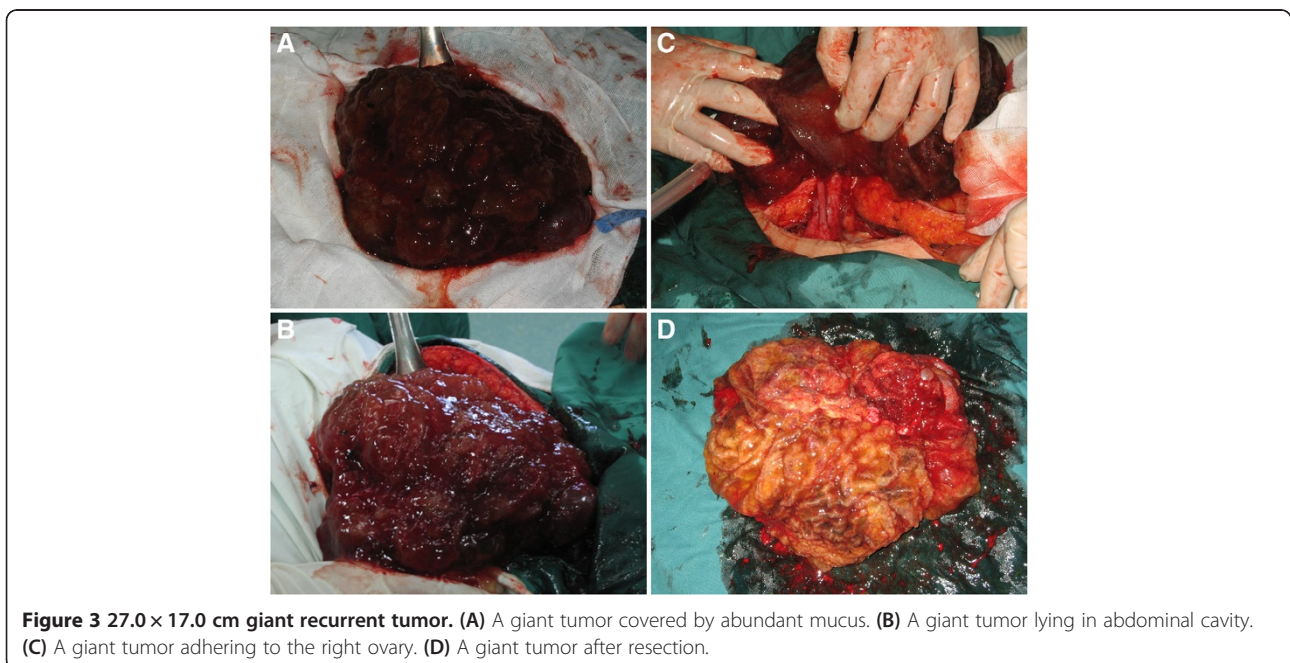 A
C
B
D
Figure 3 27.0 × 17.0 cm giant recurrent tumor. (A) A giant tumor covered by abundant mucus. (B) A giant tumor lying in abdominal cavity.
(C) A giant tumor adhering to the right ovary. (D) A giant tumor after resection.